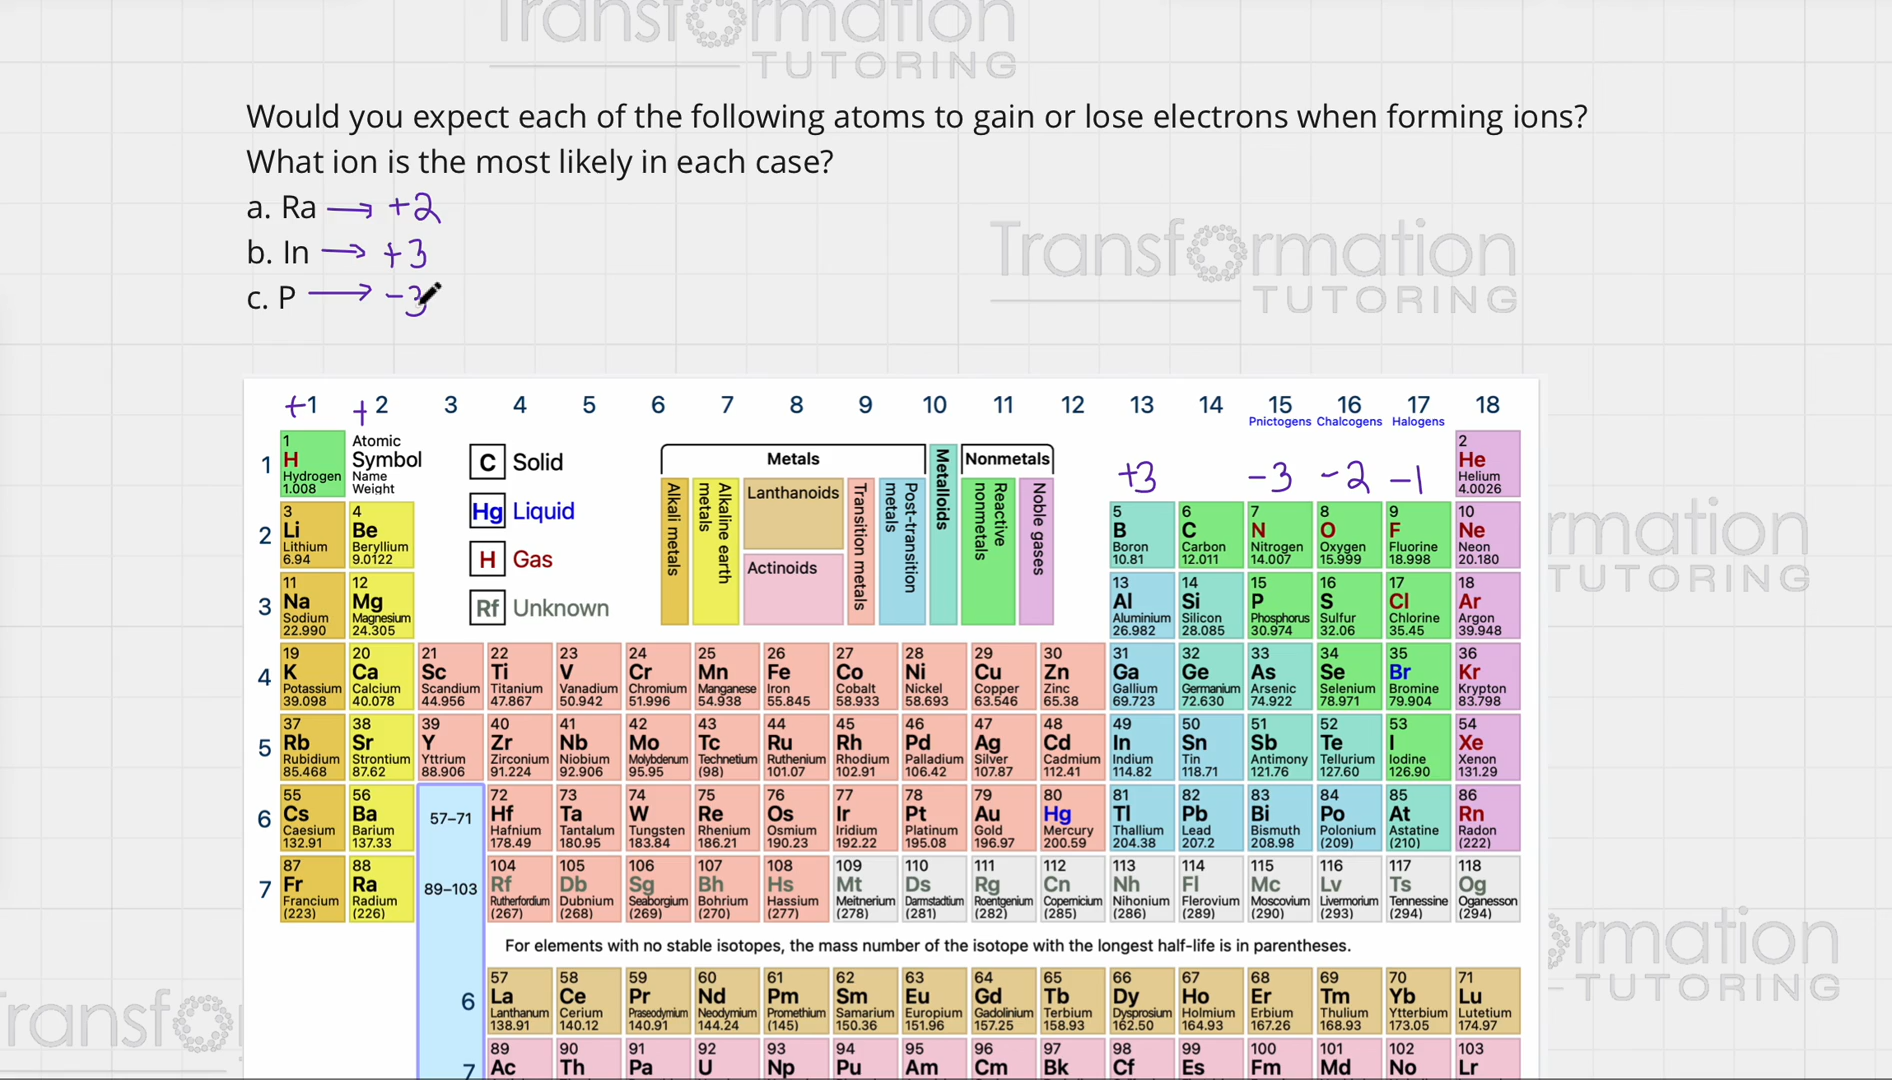 Transformation
TUTORING
Would you expect each of the following atoms to gain or lose electrons when forming ions?
What ion is the most likely in each case?
a. Ra → +2
b. In → +3
c. P → -3
Transformation
TUTORING
+1 +2 3 4 5 6 7 8 9 10 11 12 13 14 15 16 17 18
Pnictogens Chalcogens Halogens
+3 -3 -2 -1
Atomic
Symbol
Name
Weight
C Solid
Hg Liquid
H Gas
Rf Unknown
Metals
Metalloids
Nonmetals
Alkali metals
Alkaline earth metals
Lanthanoids
Actinoids
Transition metals
Post-transition metals
Reactive nonmetals
Noble gases
1
1 H Hydrogen 1.008
2 He Helium 4.0026
2
3 Li Lithium 6.94
4 Be Beryllium 9.0122
5 B Boron 10.81
6 C Carbon 12.011
7 N Nitrogen 14.007
8 O Oxygen 15.999
9 F Fluorine 18.998
10 Ne Neon 20.180
3
11 Na Sodium 22.990
12 Mg Magnesium 24.305
13 Al Aluminium 26.982
14 Si Silicon 28.085
15 P Phosphorus 30.974
16 S Sulfur 32.06
17 Cl Chlorine 35.45
18 Ar Argon 39.948
4
19 K Potassium 39.098
20 Ca Calcium 40.078
21 Sc Scandium 44.956
22 Ti Titanium 47.867
23 V Vanadium 50.942
24 Cr Chromium 51.996
25 Mn Manganese 54.938
26 Fe Iron 55.845
27 Co Cobalt 58.933
28 Ni Nickel 58.693
29 Cu Copper 63.546
30 Zn Zinc 65.38
31 Ga Gallium 69.723
32 Ge Germanium 72.630
33 As Arsenic 74.922
34 Se Selenium 78.971
35 Br Bromine 79.904
36 Kr Krypton 83.798
5
37 Rb Rubidium 85.468
38 Sr Strontium 87.62
39 Y Yttrium 88.906
40 Zr Zirconium 91.224
41 Nb Niobium 92.906
42 Mo Molybdenum 95.95
43 Tc Technetium (98)
44 Ru Ruthenium 101.07
45 Rh Rhodium 102.91
46 Pd Palladium 106.42
47 Ag Silver 107.87
48 Cd Cadmium 112.41
49 In Indium 114.82
50 Sn Tin 118.71
51 Sb Antimony 121.76
52 Te Tellurium 127.60
53 I Iodine 126.90
54 Xe Xenon 131.29
6
55 Cs Caesium 132.91
56 Ba Barium 137.33
57–71
72 Hf Hafnium 178.49
73 Ta Tantalum 180.95
74 W Tungsten 183.84
75 Re Rhenium 186.21
76 Os Osmium 190.23
77 Ir Iridium 192.22
78 Pt Platinum 195.08
79 Au Gold 196.97
80 Hg Mercury 200.59
81 Tl Thallium 204.38
82 Pb Lead 207.2
83 Bi Bismuth 208.98
84 Po Polonium (209)
85 At Astatine (210)
86 Rn Radon (222)
7
87 Fr Francium (223)
88 Ra Radium (226)
89–103
104 Rf Rutherfordium (267)
105 Db Dubnium (268)
106 Sg Seaborgium (269)
107 Bh Bohrium (270)
108 Hs Hassium (277)
109 Mt Meitnerium (278)
110 Ds Darmstadtium (281)
111 Rg Roentgenium (282)
112 Cn Copernicium (285)
113 Nh Nihonium (286)
114 Fl Flerovium (289)
115 Mc Moscovium (290)
116 Lv Livermorium (293)
117 Ts Tennessine (294)
118 Og Oganesson (294)
For elements with no stable isotopes, the mass number of the isotope with the longest half-life is in parentheses.
6
57 La Lanthanum 138.91
58 Ce Cerium 140.12
59 Pr Praseodymium 140.91
60 Nd Neodymium 144.24
61 Pm Promethium (145)
62 Sm Samarium 150.36
63 Eu Europium 151.96
64 Gd Gadolinium 157.25
65 Tb Terbium 158.93
66 Dy Dysprosium 162.50
67 Ho Holmium 164.93
68 Er Erbium 167.26
69 Tm Thulium 168.93
70 Yb Ytterbium 173.05
71 Lu Lutetium 174.97
7
89 Ac
90 Th
91 Pa
92 U
93 Np
94 Pu
95 Am
96 Cm
97 Bk
98 Cf
99 Es
100 Fm
101 Md
102 No
103 Lr
rmation
TUTORING
rmation
TUTORING
ransfo